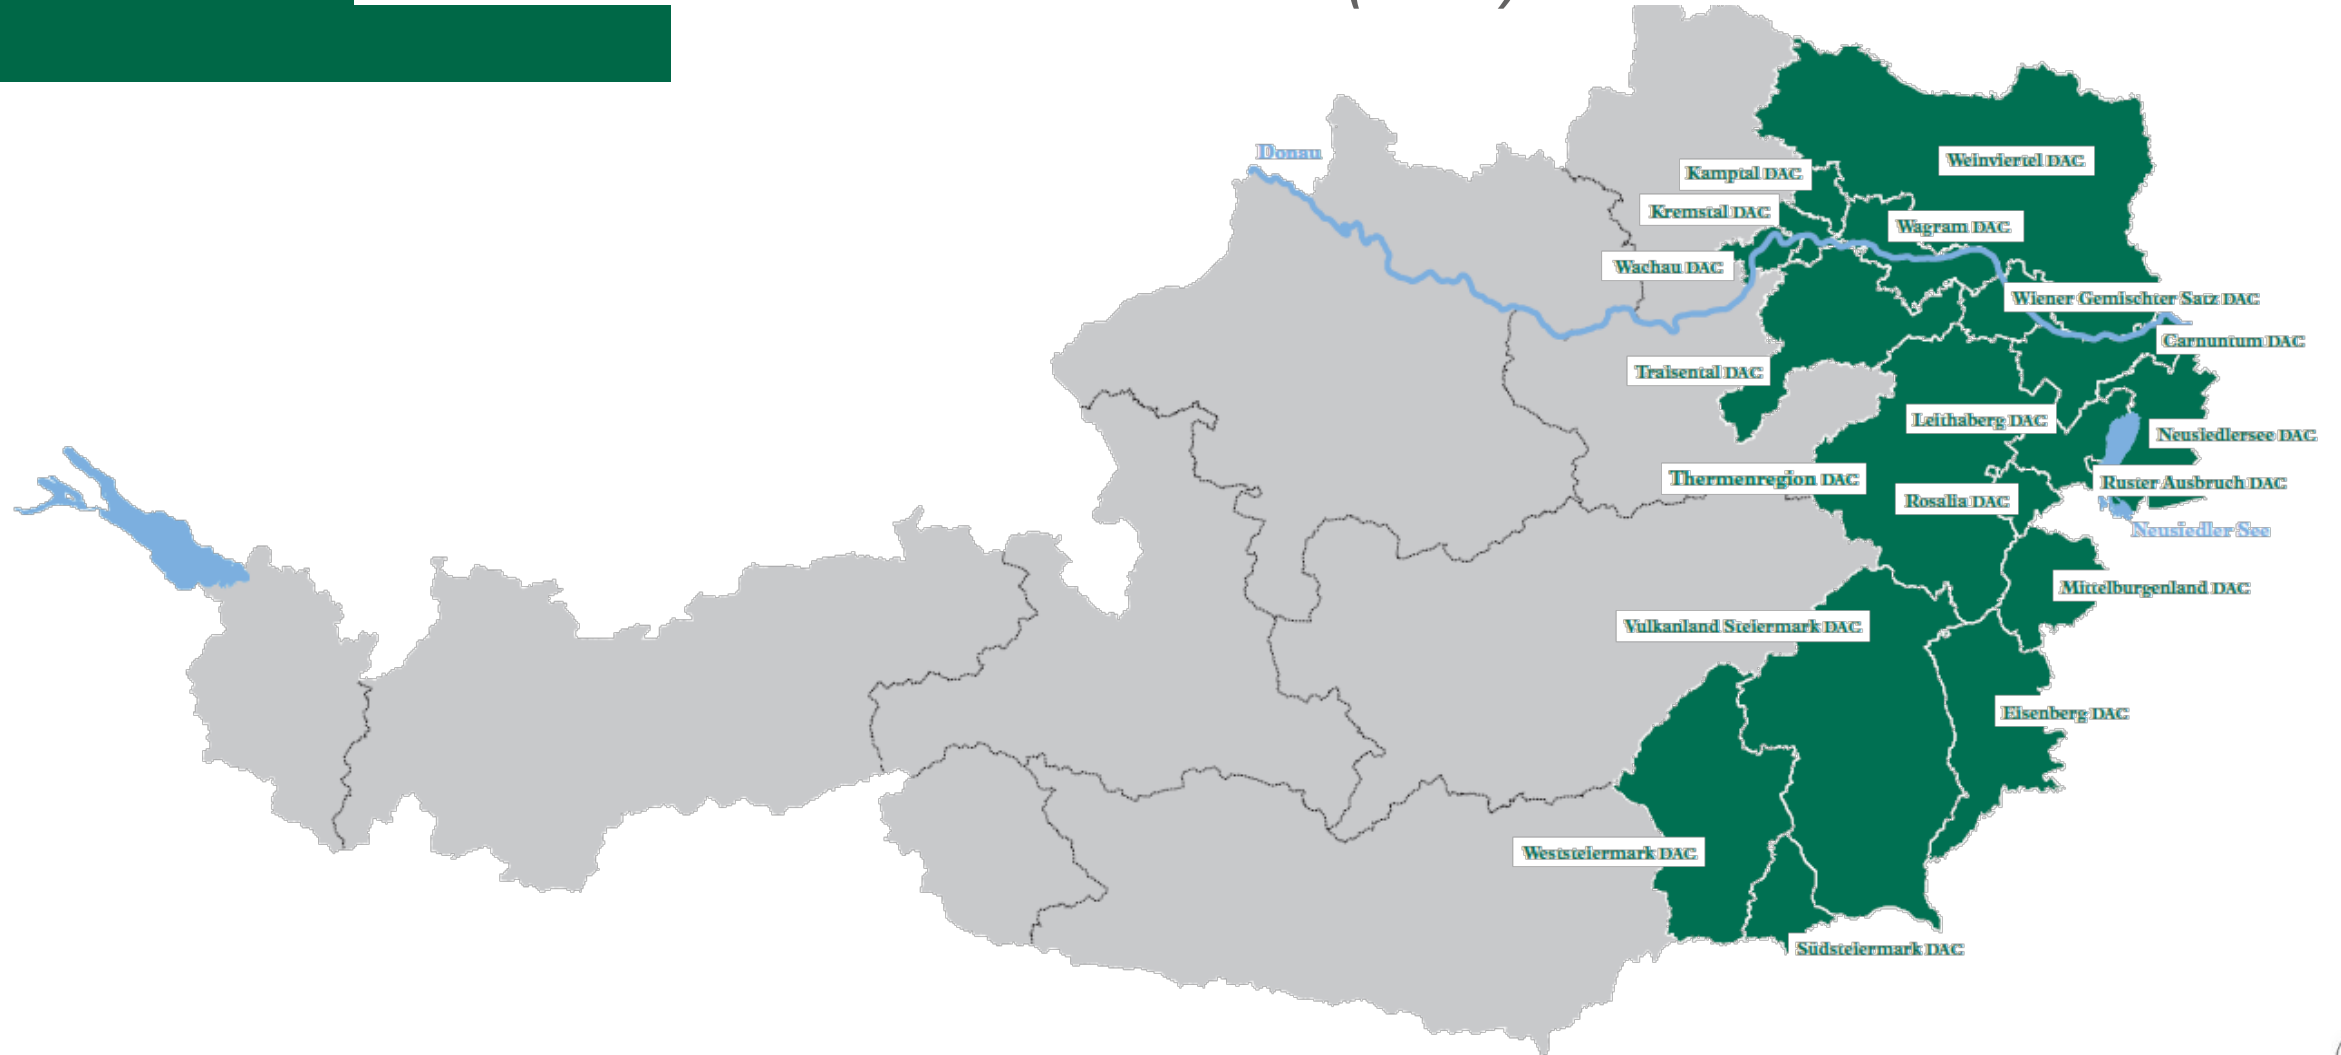 Donau
Weinviertel DAC
Kamptal DAC
Kremstal DAC
Wagram DAC
Wachau DAC
Wiener Gemischter Satz DAC
Carnuntum DAC
Traisental DAC
Leithaberg DAC
Neusiedlersee DAC
Thermenregion DAC
Ruster Ausbruch DAC
Rosalia DAC
Neusiedler See
Mittelburgenland DAC
Vulkanland Steiermark DAC
Eisenberg DAC
Weststeiermark DAC
Südsteiermark DAC